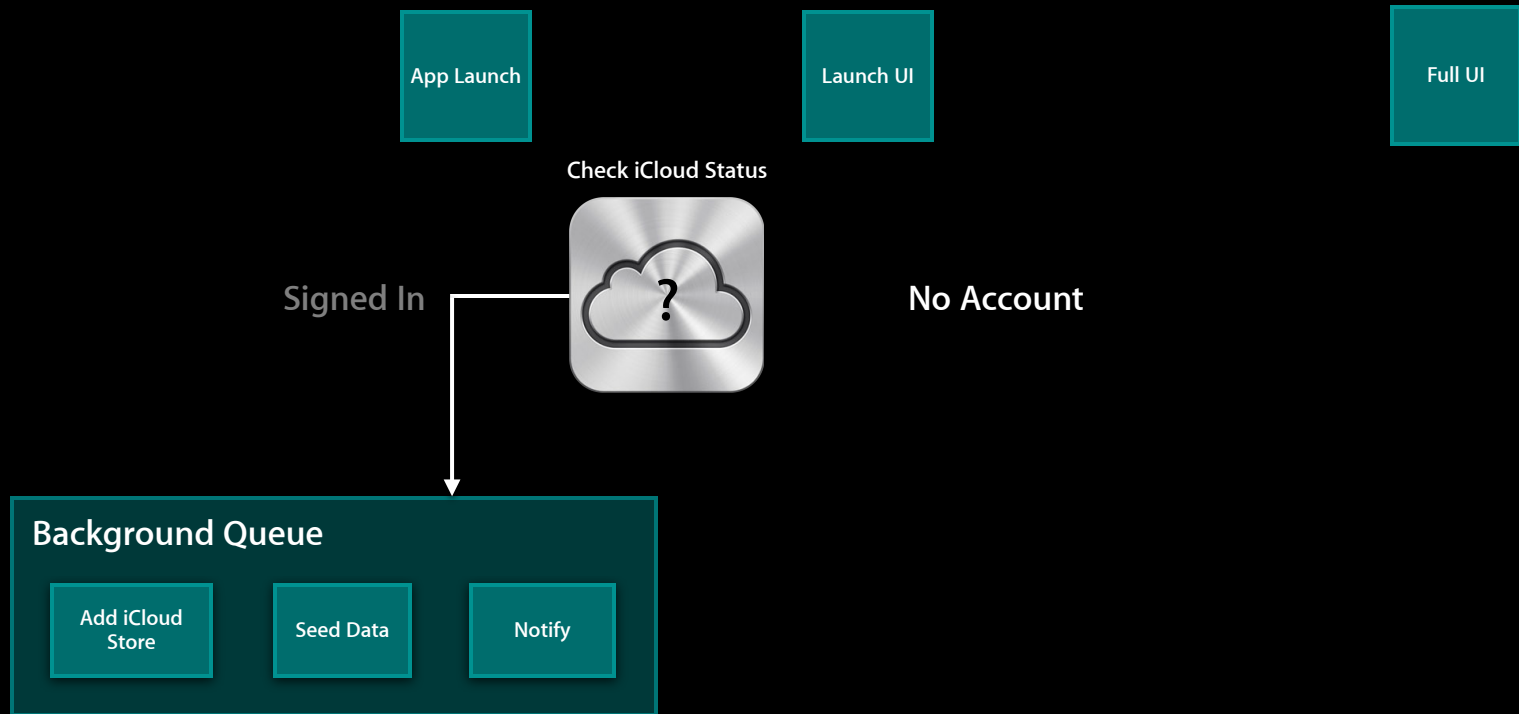 App Launch
Launch UI
Full UI
Check iCloud Status
?
Signed In
No Account
Background Queue
Add iCloud
Store
Seed Data
Notify